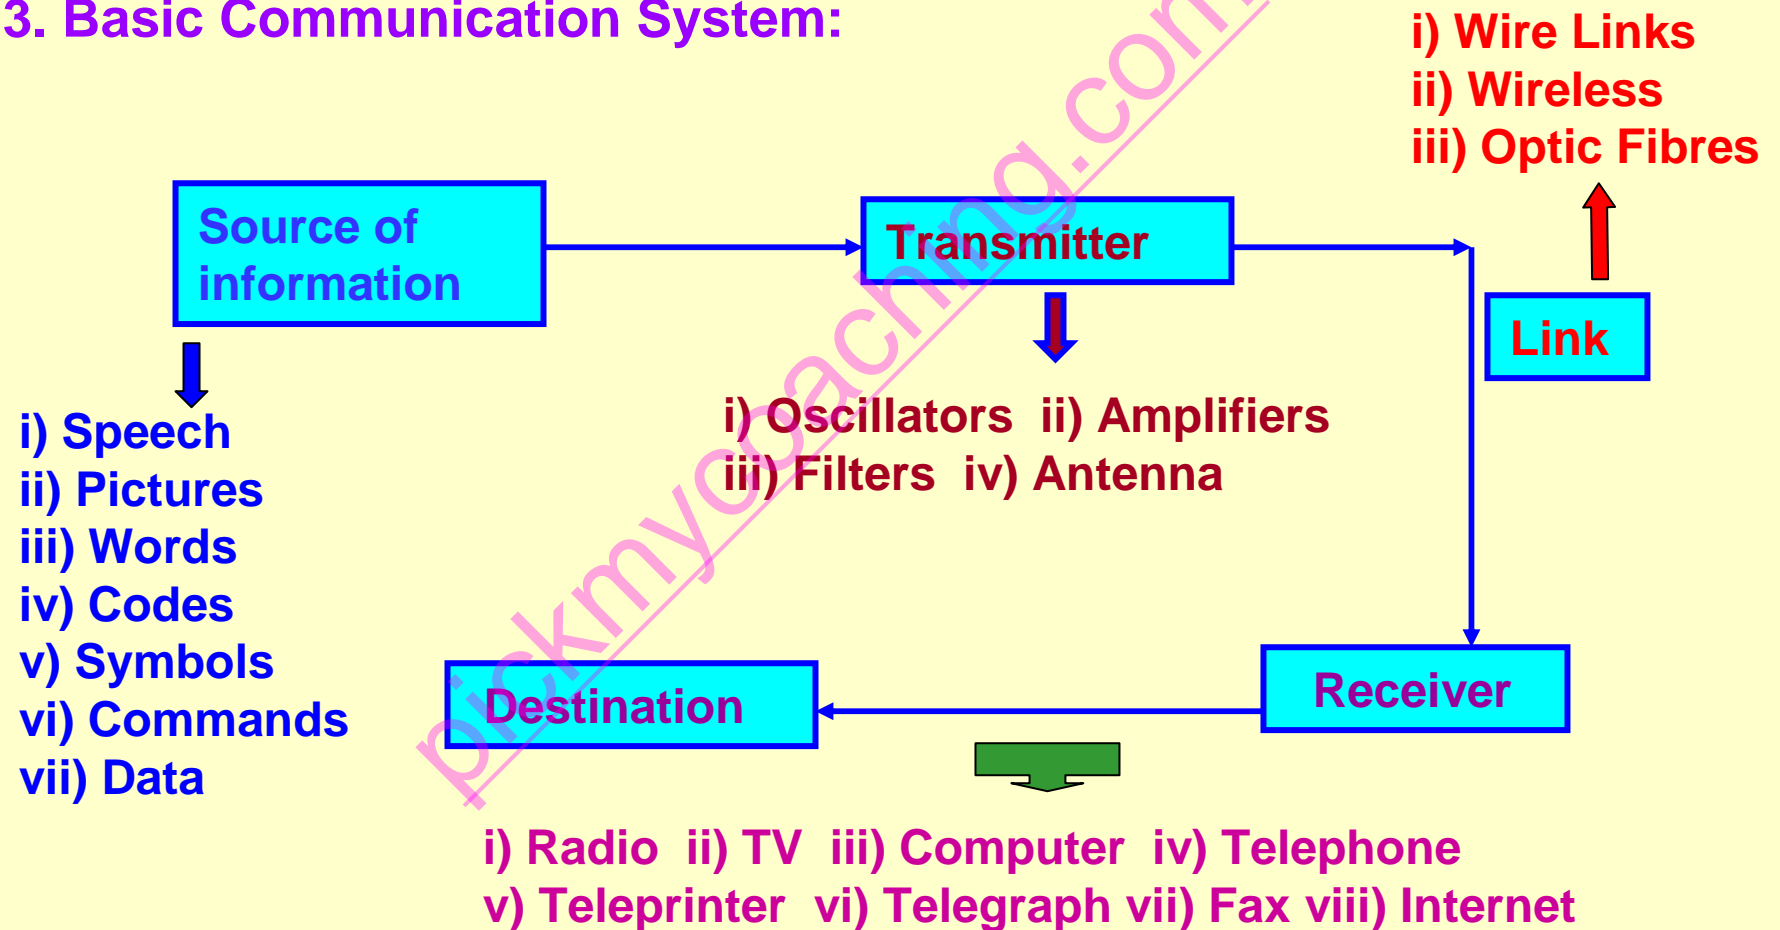 3. Basic Communication System:
i) Wire Links
ii) Wireless
iii) Optic Fibres
Source of
information
Transmitter
Link
i) Speech
ii) Pictures
iii) Words
iv) Codes
v) Symbols
vi) Commands
vii) Data
i) Oscillators ii) Amplifiers
iii) Filters iv) Antenna
Receiver
Destination
i) Radio ii) TV iii) Computer iv) Telephone
v) Teleprinter vi) Telegraph vii) Fax viii) Internet
pickmycoaching.com